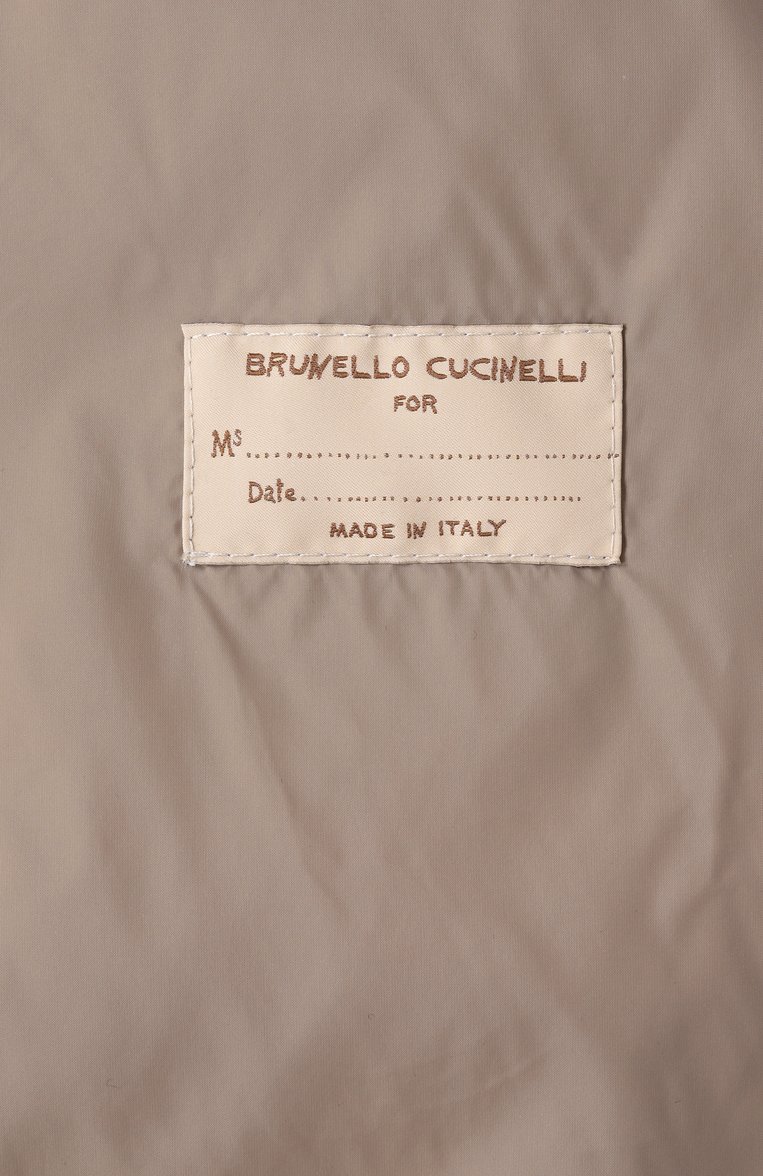 BRUNELLO CUCINELLI
FOR
Ms..........................................
Date................................
MADE IN ITALY